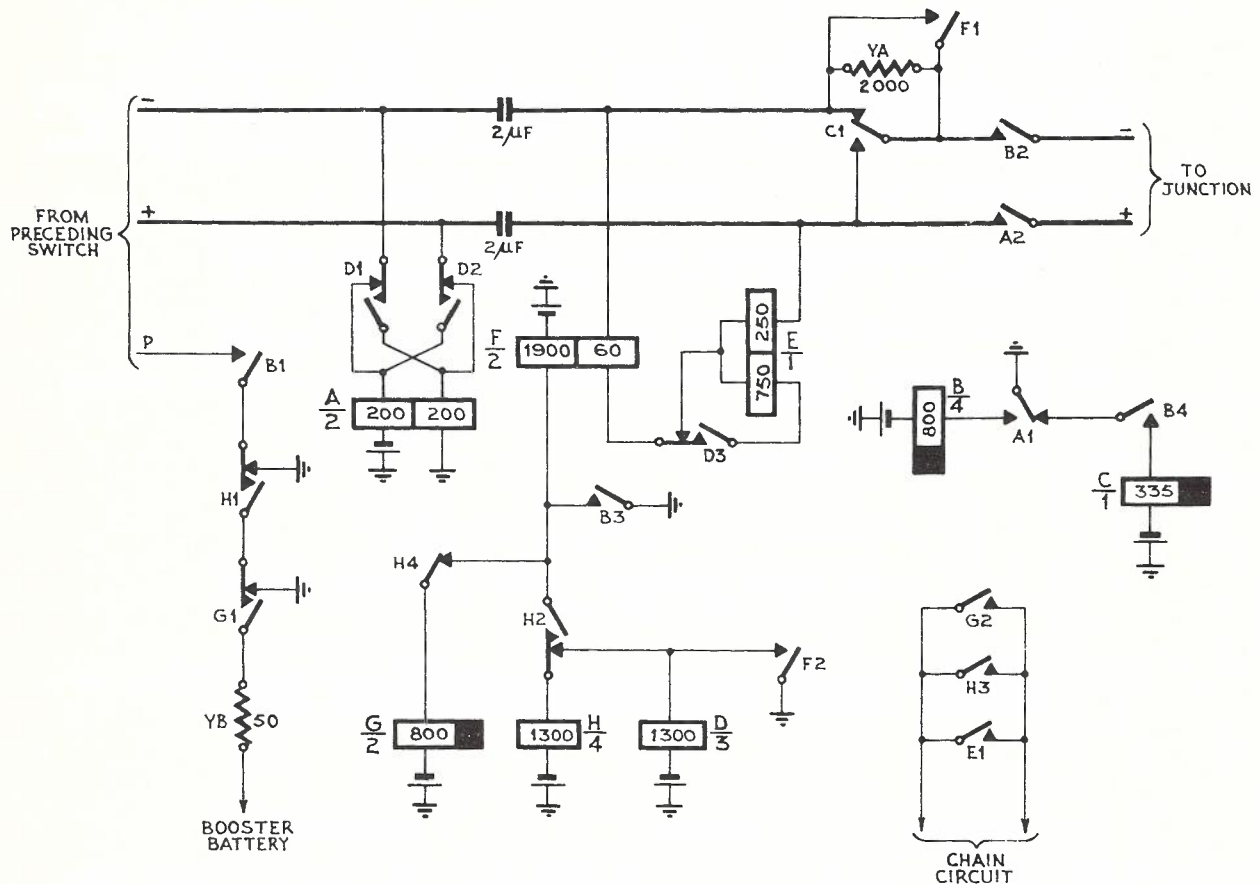 F1
YA
2000
−
2μF
C1
B2
−
TO
JUNCTION
FROM
PRECEDING
SWITCH
+
2μF
A2
+
D1
D2
P
B1
F/2
1900
60
250
E/1
750
A/2
200
200
D3
B/4
800
A1
B4
H1
B3
C/1
335
H4
G1
H2
F2
G2
H3
YB
50
G/2
800
1300
H/4
1300
D/3
E1
BOOSTER
BATTERY
CHAIN
CIRCUIT